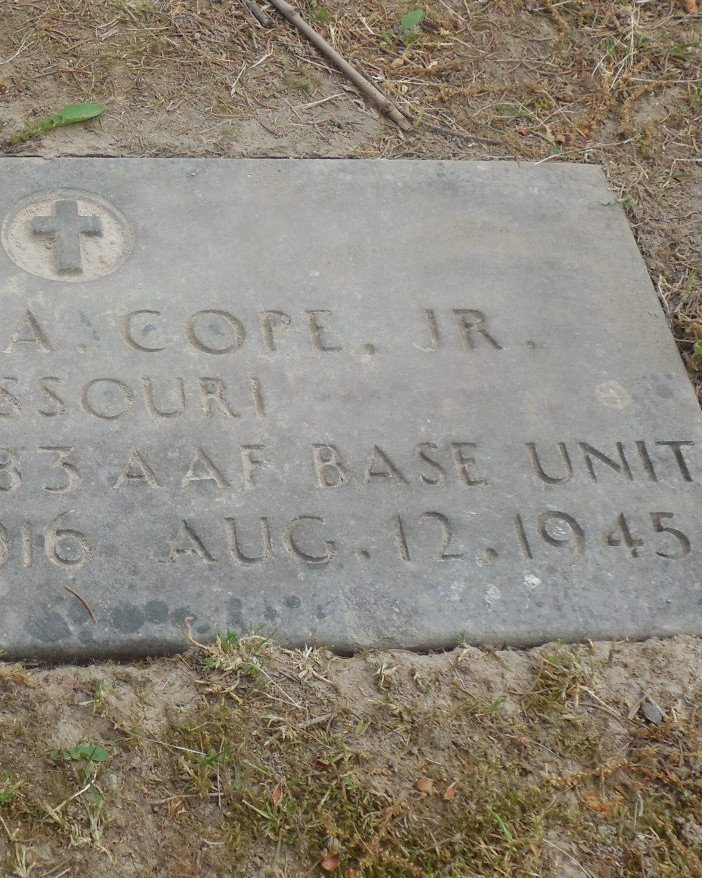 A. COPE, JR.
SSOURI
83 AAF BASE UNIT
916 AUG. 12, 1945